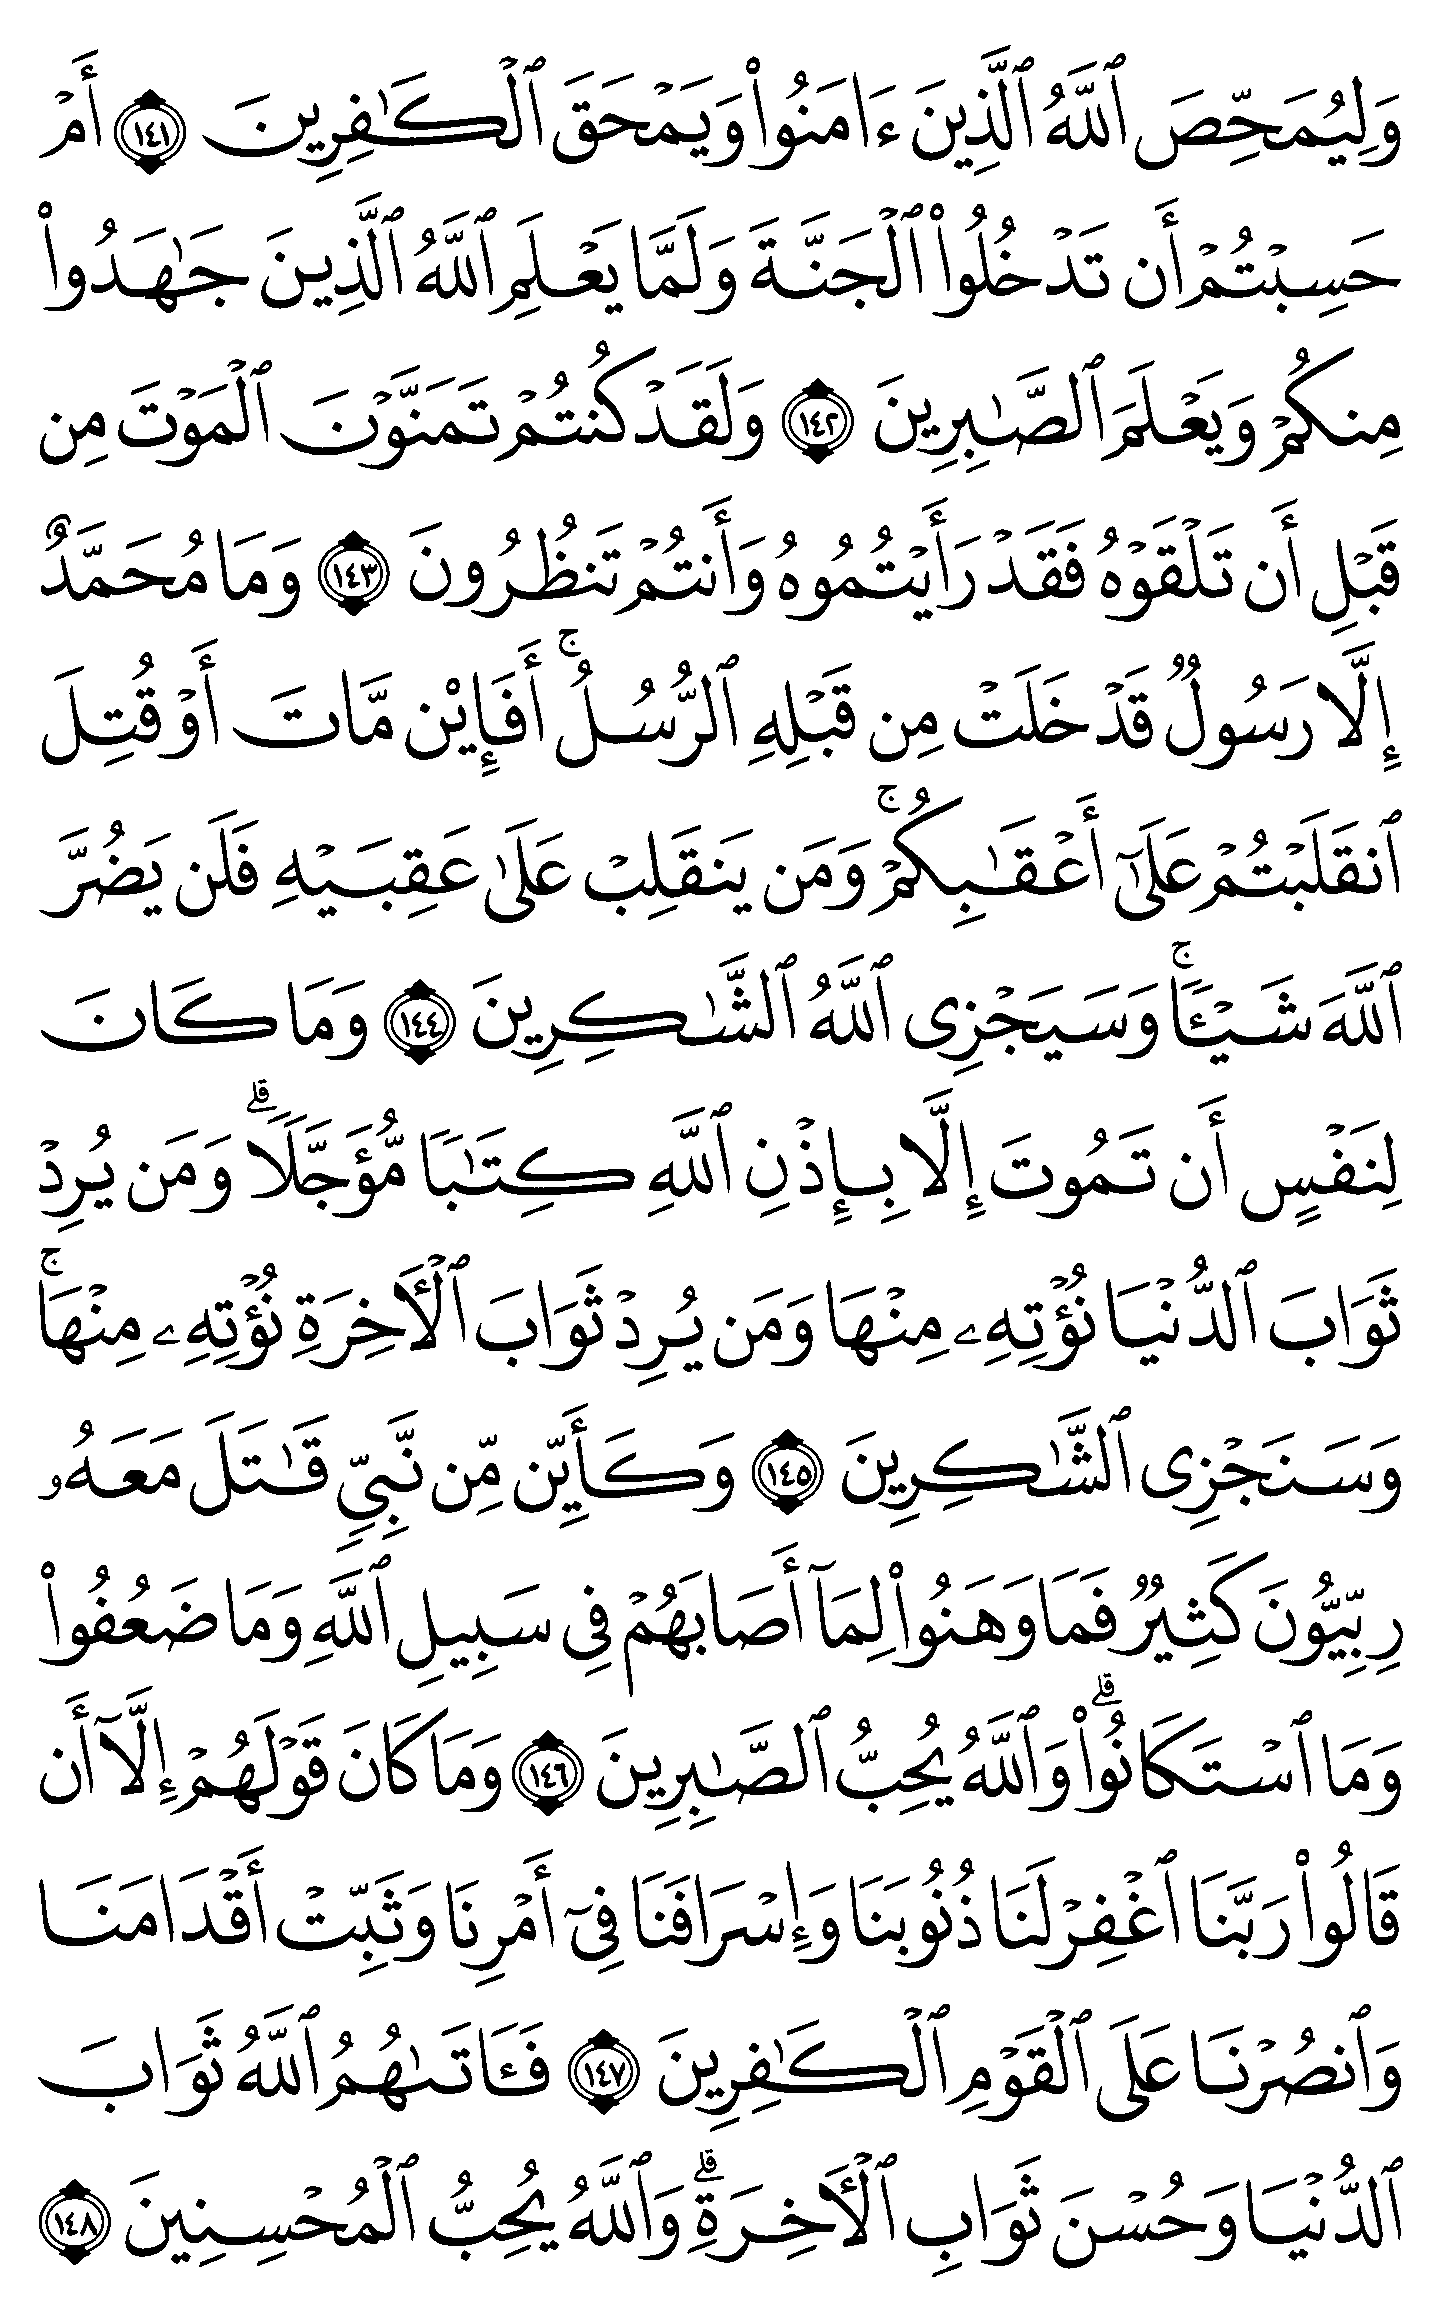 وَلِيُمَحِّصَ ٱللَّهُ ٱلَّذِينَ ءَامَنُوا۟ وَيَمْحَقَ ٱلْكَـٰفِرِينَ ١٤١ أَمْ
حَسِبْتُمْ أَن تَدْخُلُوا۟ ٱلْجَنَّةَ وَلَمَّا يَعْلَمِ ٱللَّهُ ٱلَّذِينَ جَـٰهَدُوا۟
مِنكُمْ وَيَعْلَمَ ٱلصَّـٰبِرِينَ ١٤٢ وَلَقَدْ كُنتُمْ تَمَنَّوْنَ ٱلْمَوْتَ مِن
قَبْلِ أَن تَلْقَوْهُ فَقَدْ رَأَيْتُمُوهُ وَأَنتُمْ تَنظُرُونَ ١٤٣ وَمَا مُحَمَّدٌ
إِلَّا رَسُولٌ قَدْ خَلَتْ مِن قَبْلِهِ ٱلرُّسُلُ ۚ أَفَإِي۟ن مَّاتَ أَوْ قُتِلَ
ٱنقَلَبْتُمْ عَلَىٰٓ أَعْقَـٰبِكُمْ ۚ وَمَن يَنقَلِبْ عَلَىٰ عَقِبَيْهِ فَلَن يَضُرَّ
ٱللَّهَ شَيْـًٔا ۗ وَسَيَجْزِى ٱللَّهُ ٱلشَّـٰكِرِينَ ١٤٤ وَمَا كَانَ
لِنَفْسٍ أَن تَمُوتَ إِلَّا بِإِذْنِ ٱللَّهِ كِتَـٰبًا مُّؤَجَّلًا ۗ وَمَن يُرِدْ
ثَوَابَ ٱلدُّنْيَا نُؤْتِهِۦ مِنْهَا وَمَن يُرِدْ ثَوَابَ ٱلْـَٔاخِرَةِ نُؤْتِهِۦ مِنْهَا ۚ
وَسَنَجْزِى ٱلشَّـٰكِرِينَ ١٤٥ وَكَأَيِّن مِّن نَّبِىٍّ قَـٰتَلَ مَعَهُۥ
رِبِّيُّونَ كَثِيرٌ فَمَا وَهَنُوا۟ لِمَآ أَصَابَهُمْ فِى سَبِيلِ ٱللَّهِ وَمَا ضَعُفُوا۟
وَمَا ٱسْتَكَانُوا۟ ۗ وَٱللَّهُ يُحِبُّ ٱلصَّـٰبِرِينَ ١٤٦ وَمَا كَانَ قَوْلَهُمْ إِلَّآ أَن
قَالُوا۟ رَبَّنَا ٱغْفِرْ لَنَا ذُنُوبَنَا وَإِسْرَافَنَا فِىٓ أَمْرِنَا وَثَبِّتْ أَقْدَامَنَا
وَٱنصُرْنَا عَلَى ٱلْقَوْمِ ٱلْكَـٰفِرِينَ ١٤٧ فَـَٔاتَىٰهُمُ ٱللَّهُ ثَوَابَ
ٱلدُّنْيَا وَحُسْنَ ثَوَابِ ٱلْـَٔاخِرَةِ ۗ وَٱللَّهُ يُحِبُّ ٱلْمُحْسِنِينَ ١٤٨